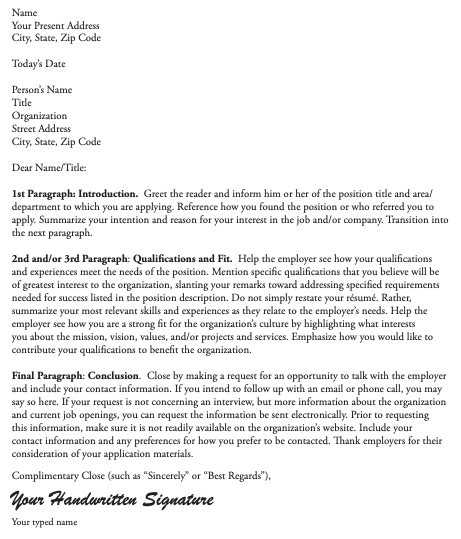 Name
Your Present Address
City, State, Zip Code
Today's Date
Person's Name
Title
Organization
Street Address
City, State, Zip Code
Dear Name/Title:
1st Paragraph: Introduction. Greet the reader and inform him or her of the position title and area/
department to which you are applying. Reference how you found the position or who referred you to
apply. Summarize your intention and reason for your interest in the job and/or company. Transition into
the next paragraph.
2nd and/or 3rd Paragraph: Qualifications and Fit. Help the employer see how your qualifications
and experiences meet the needs of the position. Mention specific qualifications that you believe will be
of greatest interest to the organization, slanting your remarks toward addressing specified requirements
needed for success listed in the position description. Do not simply restate your résumé. Rather,
summarize your most relevant skills and experiences as they relate to the employer's needs. Help the
employer see how you are a strong fit for the organization's culture by highlighting what interests
you about the mission, vision, values, and/or projects and services. Emphasize how you would like to
contribute your qualifications to benefit the organization.
Final Paragraph: Conclusion. Close by making a request for an opportunity to talk with the employer
and include your contact information. If you intend to follow up with an email or phone call, you may
say so here. If your request is not concerning an interview, but more information about the organization
and current job openings, you can request the information be sent electronically. Prior to requesting
this information, make sure it is not readily available on the organization's website. Include your
contact information and any preferences for how you prefer to be contacted. Thank employers for their
consideration of your application materials.
Complimentary Close (such as “Sincerely” or “Best Regards”),
Your Handwritten Signature
Your typed name